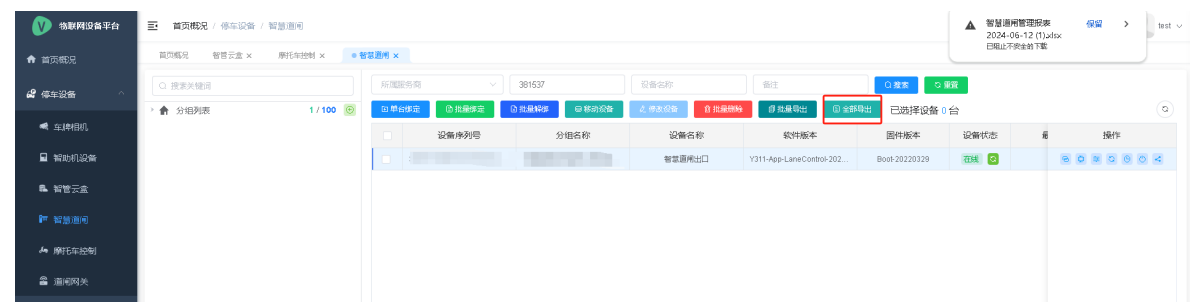 物联网设备平台
首页概况 / 停车设备 / 智慧道闸
智慧道闸管理报表
2024-06-12 (1).xlsx
已阻止不安全的下载
保留
test
首页概况
智管云盒 ×
摩托车控制 ×
智慧道闸 ×
首页概况
停车设备
车牌相机
智助机设备
智管云盒
智慧道闸
摩托车控制
道闸网关
搜索关键词
分组列表
1 / 100
所属服务商
381537
设备名称
备注
搜索
重置
单台绑定
批量绑定
批量解绑
移动设备
修改设备
批量删除
批量导出
全部导出
已选择设备 0 台
设备序列号
分组名称
设备名称
软件版本
固件版本
设备状态
操作
智慧道闸出口
Y311-App-LaneControl-202...
Boot-20220329
在线